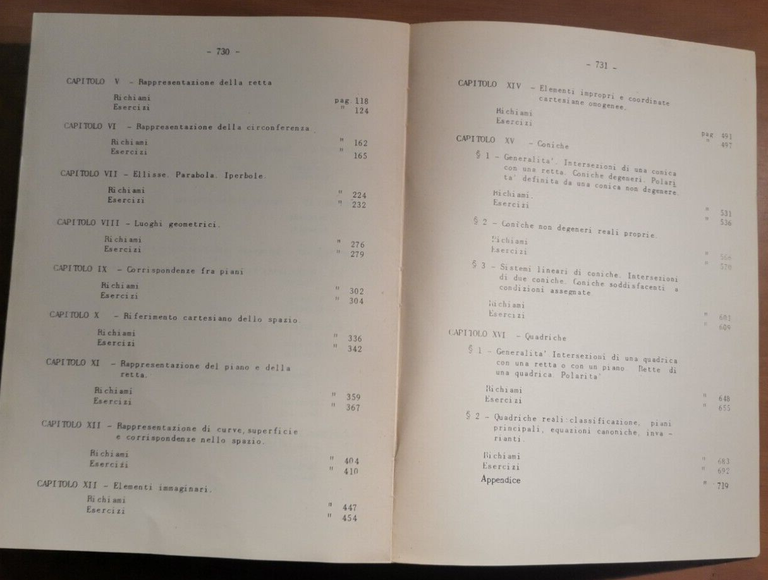 - 730 -
CAPITOLO V - Rappresentazione della retta
Richiami pag 118
Esercizi " 124
CAPITOLO VI - Rappresentazione della circonferenza.
Richiami " 162
Esercizi 165
CAPITOLO VII - Ellisse. Parabola. Iperbole.
Richiami " 224
Esercizi " 232
CAPITOLO VIII - Luoghi geometrici.
Richiami " 276
Esercizi " 279
CAPITOLO IX - Corrispondenze fra piani
Richiami " 302
Esercizi " 304
CAPITOLO X - Riferimento cartesiano dello spazio.
Richiami " 336
Esercizi " 342
CAPITOLO XI - Rappresentazione del piano e della
retta.
Richiami " 359
Esercizi " 367
CAPITOLO XII - Rappresentazione di curve, superficie
e corrispondenze nello spazio.
Richiami " 404
Esercizi " 410
CAPITOLO XII - Elementi immaginari.
Richiami " 447
Esercizi " 454
- 731 -
CAPITOLO XIV - Elementi impropri e coordinate
cartesiane omogenee.
Richiami pag
Esercizi " 497
CAPITOLO XV - Coniche
§ 1 - Generalita'. Intersezioni di una conica
con una retta. Coniche degeneri. Polari
ta' definita da una conica non degenere.
Richiami. " 531
Esercizi " 536
§ 2 - Coniche non degeneri reali proprie.
Richiami "
Esercizi "
§ 3 - Sistemi lineari di coniche. Intersezioni
di due coniche. Coniche soddisfacenti a
condizioni assegnate
Richiami "
Esercizi " 609
CAPITOLO XVI - Quadriche
§ 1 - Generalita' Intersezioni di una quadrica
con una retta o con un piano Rette di
una quadrica. Polarita'
Richiami " 648
Esercizi " 655
§ 2 - Quadriche reali classificazione, piani
principali, equazioni canoniche, inva -
rianti.
Richiami " 683
Esercizi " 692
Appendice " 719